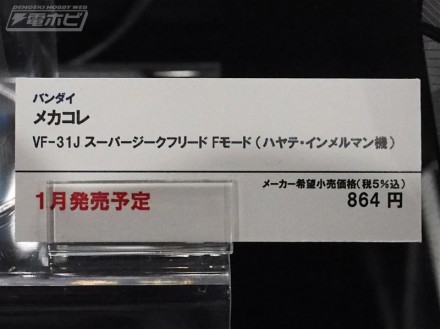 DENGEKI HOBBY WEB
電ホビ
バンダイ
メカコレ
VF-31J スーパージークフリード Fモード（ハヤテ・インメルマン機）
メーカー希望小売価格(税5%込)
1月発売予定
864 円